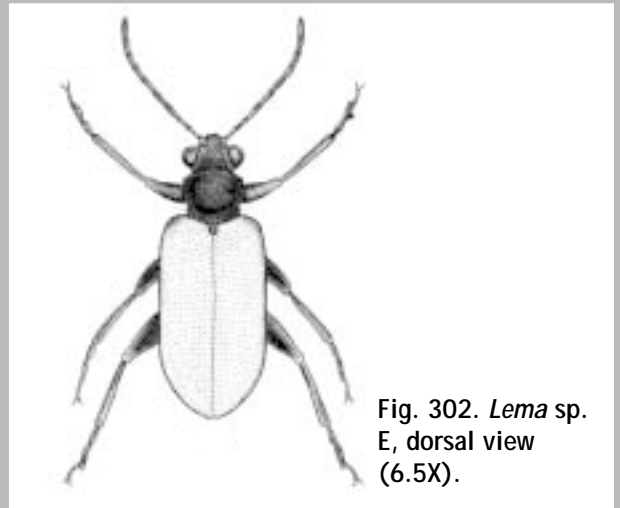 Fig. 302. Lema sp.
E, dorsal view
(6.5X).